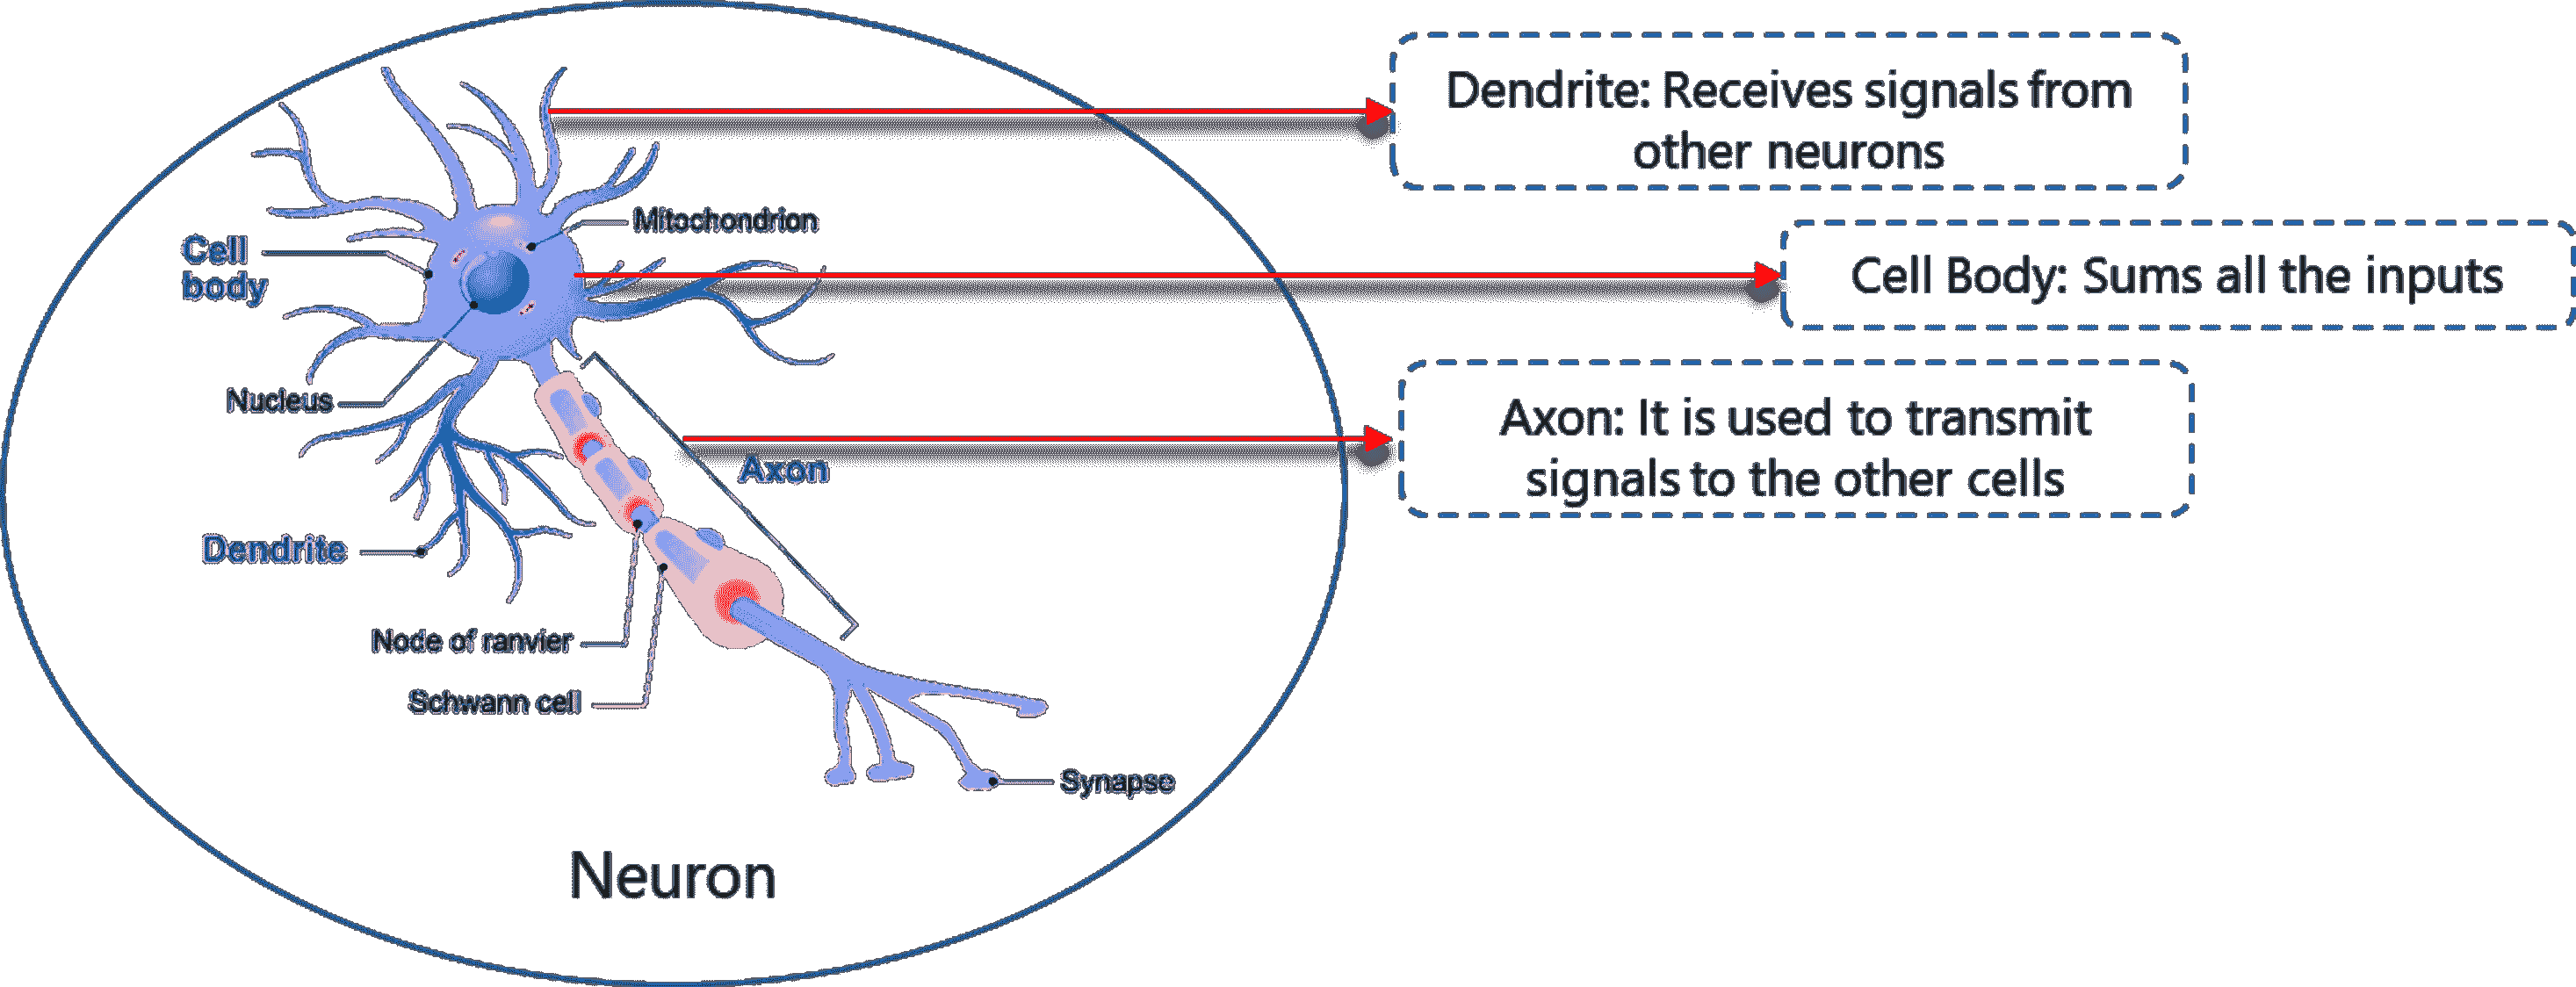 Dendrite: Receives signals from
other neurons
Mitochondrion
Cell
body
Cell Body: Sums all the inputs
Nucleus
Axon: It is used to transmit
signals to the other cells
Axon
Dendrite
Node of ranvier
Schwann cell
Synapse
Neuron